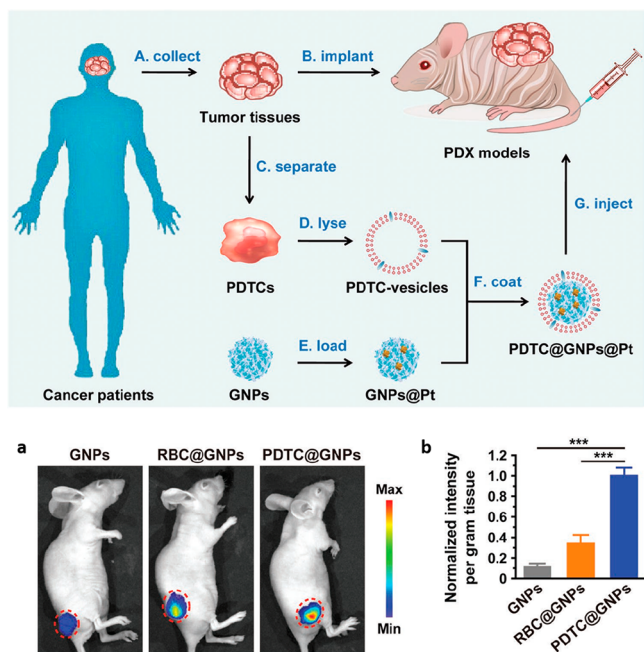 A. collect
B. implant
Tumor tissues
PDX models
C. separate
G. inject
D. lyse
PDTCs
PDTC-vesicles
F. coat
E. load
PDTC@GNPs@Pt
Cancer patients
GNPs
GNPs@Pt
a
GNPs
RBC@GNPs
PDTC@GNPs
Max
Min
b
Normalized intensity
per gram tissue
***
***
1.2
1.0
0.8
0.6
0.4
0.2
0
GNPs
RBC@GNPs
PDTC@GNPs